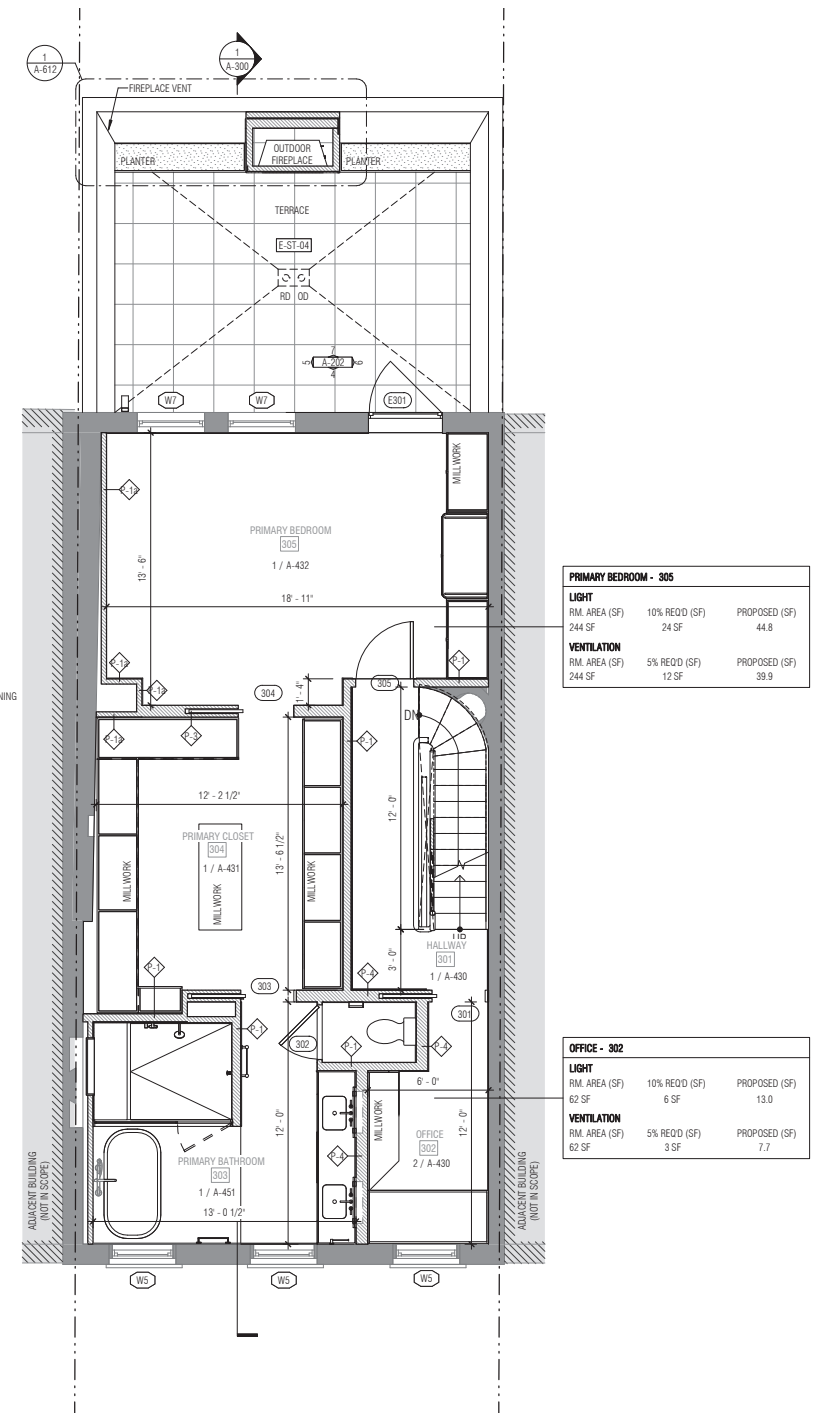 1
A-612
1
A-300
FIREPLACE VENT
OUTDOOR
FIREPLACE
PLANTER
PLANTER
TERRACE
E-ST-04
RD OD
7
5 A-202 6
4
W7
W7
E301
MILLWORK
P-1a
PRIMARY BEDROOM
305
1 / A-432
13' - 6"
18' - 11"
PRIMARY BEDROOM - 305
LIGHT
RM. AREA (SF) 10% REQ'D (SF) PROPOSED (SF)
244 SF 24 SF 44.8
VENTILATION
RM. AREA (SF) 5% REQ'D (SF) PROPOSED (SF)
244 SF 12 SF 39.9
P-1a
P-1
P-1a
304
1' - 4"
305
NING
DN
P-1a
P-3
P-1
12' - 2 1/2"
12' - 0"
PRIMARY CLOSET
304
1 / A-431
13' - 6 1/2"
MILLWORK
MILLWORK
MILLWORK
UP
HALLWAY
301
1 / A-430
3' - 0"
P-1
P-4
303
301
P-1
302
P-1
P-4
6' - 0"
OFFICE - 302
LIGHT
RM. AREA (SF) 10% REQ'D (SF) PROPOSED (SF)
62 SF 6 SF 13.0
VENTILATION
RM. AREA (SF) 5% REQ'D (SF) PROPOSED (SF)
62 SF 3 SF 7.7
12' - 0"
MILLWORK
12' - 0"
OFFICE
302
2 / A-430
P-4
PRIMARY BATHROOM
303
1 / A-451
13' - 0 1/2"
ADJACENT BUILDING
(NOT IN SCOPE)
ADJACENT BUILDING
(NOT IN SCOPE)
W5
W5
W5